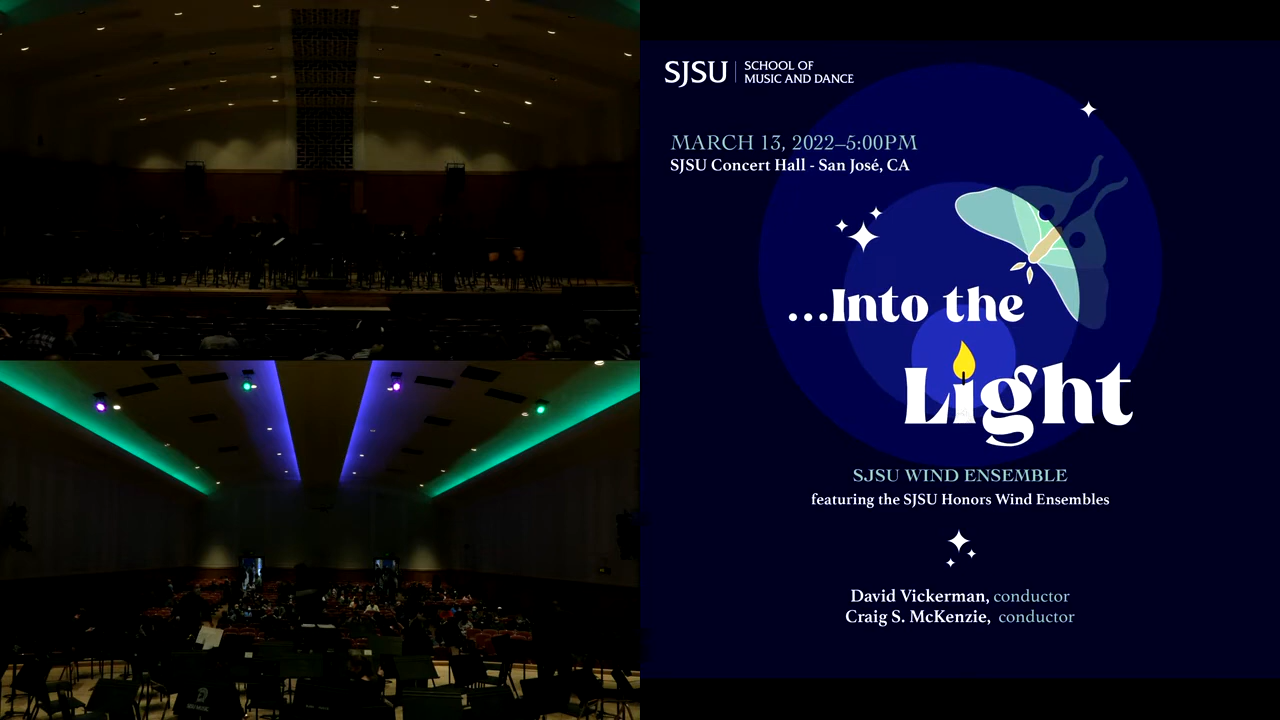 SJSU
SCHOOL OF
MUSIC AND DANCE
MARCH 13, 2022–5:00PM
SJSU Concert Hall - San José, CA
...Into the
Light
SJSU WIND ENSEMBLE
featuring the SJSU Honors Wind Ensembles
David Vickerman, conductor
Craig S. McKenzie, conductor